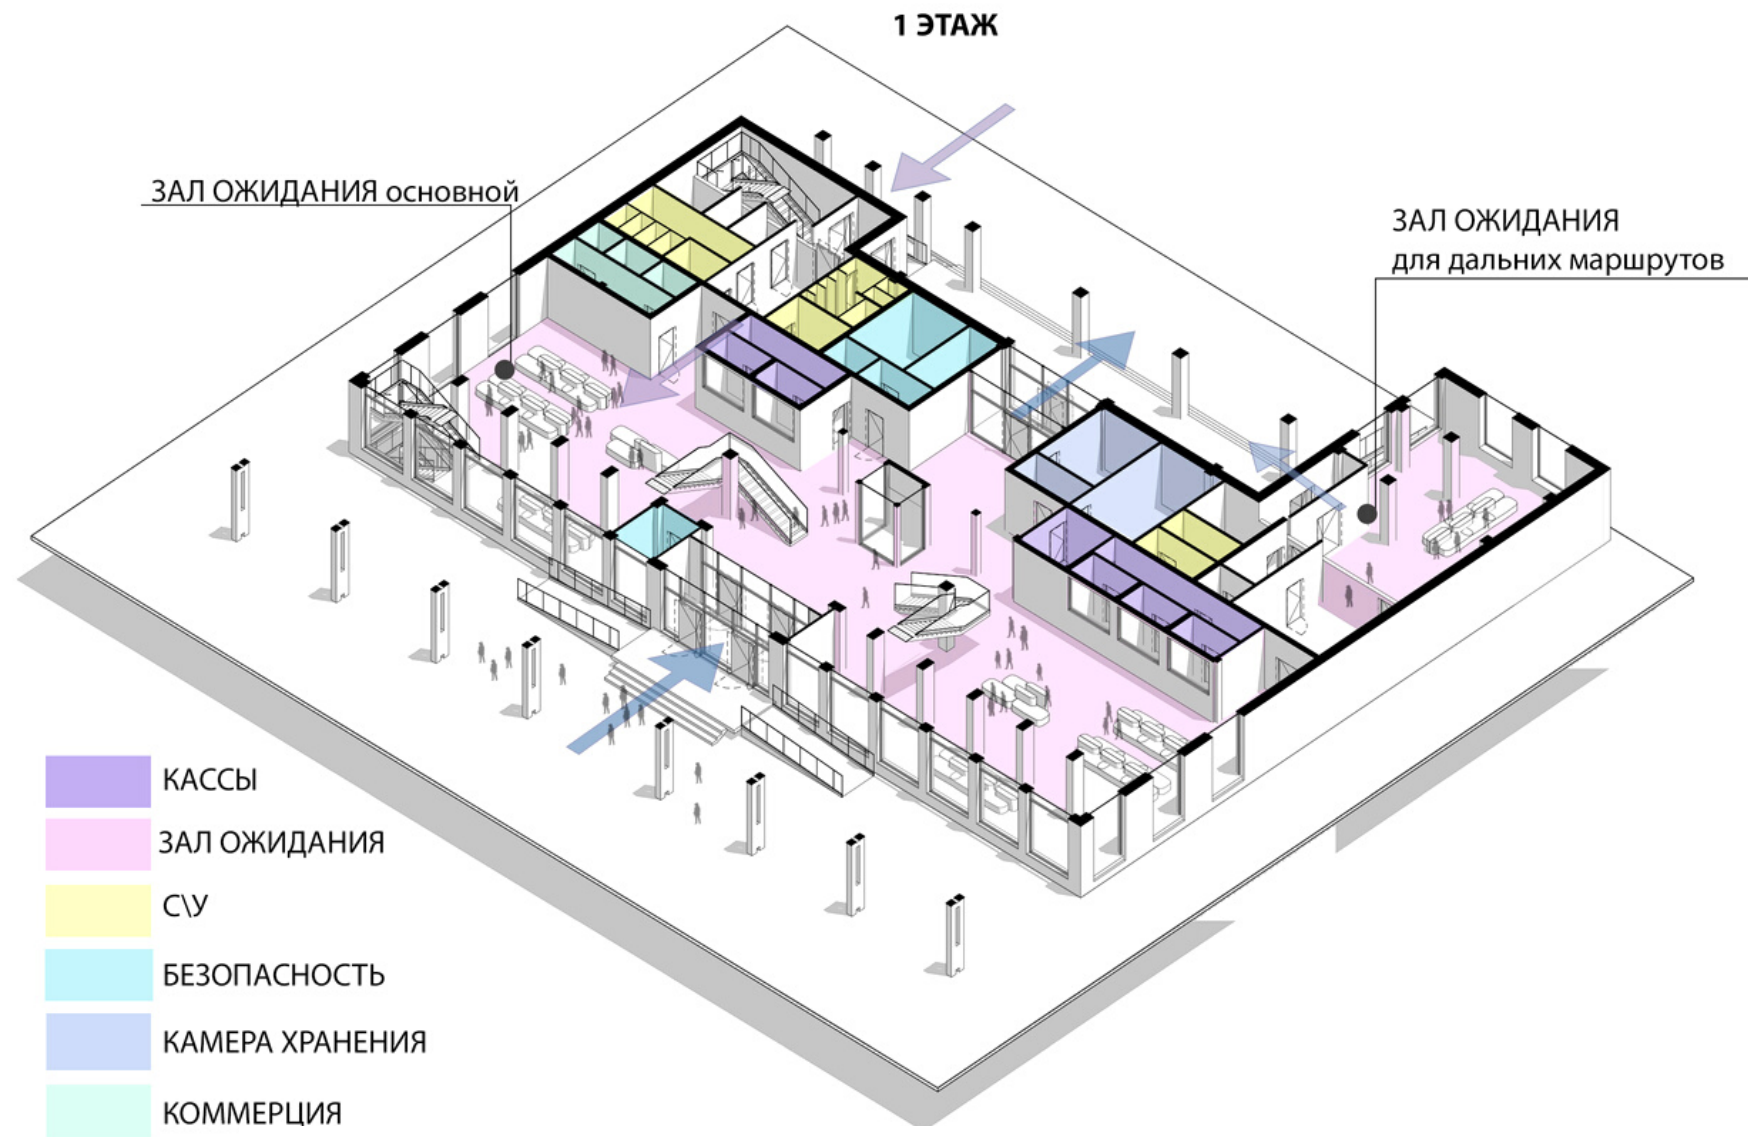 1 ЭТАЖ
ЗАЛ ОЖИДАНИЯ основной
ЗАЛ ОЖИДАНИЯ
для дальних маршрутов
КАССЫ
ЗАЛ ОЖИДАНИЯ
С\У
БЕЗОПАСНОСТЬ
КАМЕРА ХРАНЕНИЯ
КОММЕРЦИЯ